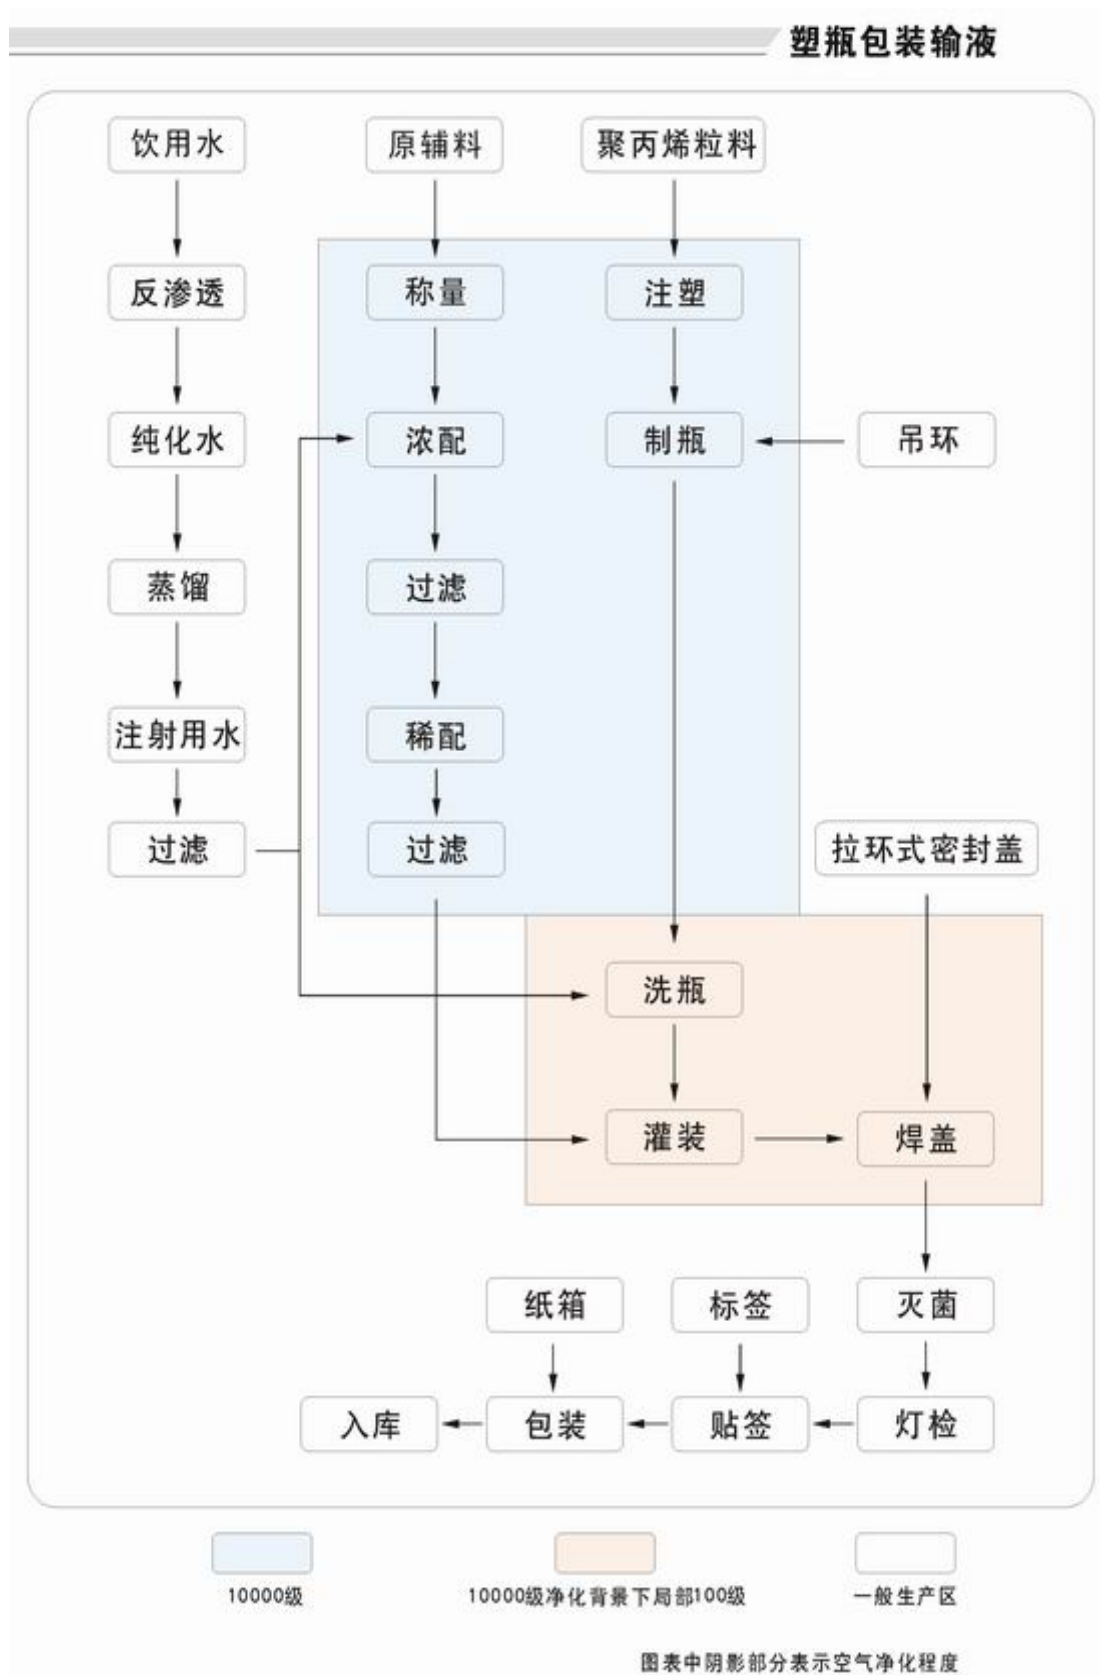 塑瓶包装输液
饮用水
原辅料
聚丙烯粒料
反渗透
称量
注塑
纯化水
浓配
制瓶
吊环
蒸馏
过滤
注射用水
稀配
过滤
过滤
拉环式密封盖
洗瓶
灌装
焊盖
纸箱
标签
灭菌
入库
包装
贴签
灯检
10000级
10000级净化背景下局部100级
一般生产区
图表中阴影部分表示空气净化程度